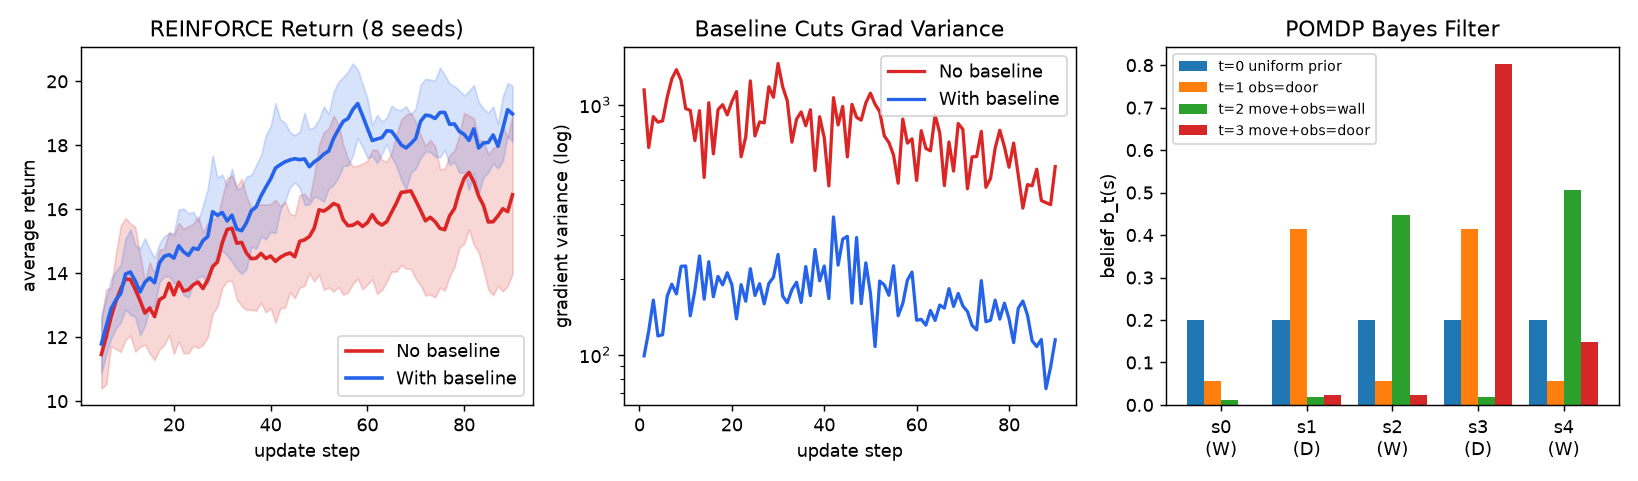 REINFORCE Return (8 seeds)
average return
20
18
16
14
12
10
20
40
60
80
update step
No baseline
With baseline
Baseline Cuts Grad Variance
gradient variance (log)
10³
10²
0
20
40
60
80
update step
No baseline
With baseline
POMDP Bayes Filter
belief b_t(s)
0.8
0.7
0.6
0.5
0.4
0.3
0.2
0.1
0.0
t=0 uniform prior
t=1 obs=door
t=2 move+obs=wall
t=3 move+obs=door
s0
(W)
s1
(D)
s2
(W)
s3
(D)
s4
(W)